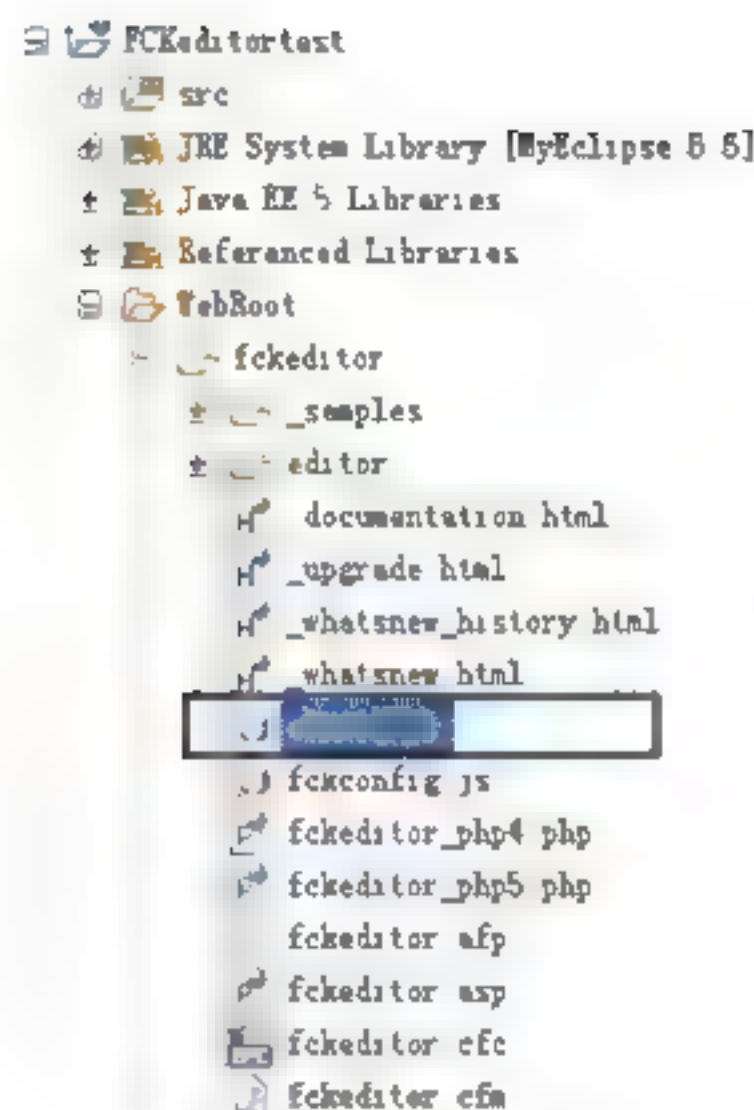 FCKeditortest
src
JRE System Library [MyEclipse 5 5]
Java EE 5 Libraries
Referenced Libraries
WebRoot
fckeditor
_samples
editor
documentation html
_upgrade html
_whatsnew_history html
_whatsnew html
fckconfig js
fckeditor_php4 php
fckeditor_php5 php
fckeditor afp
fckeditor asp
fckeditor cfc
fckeditor cfm